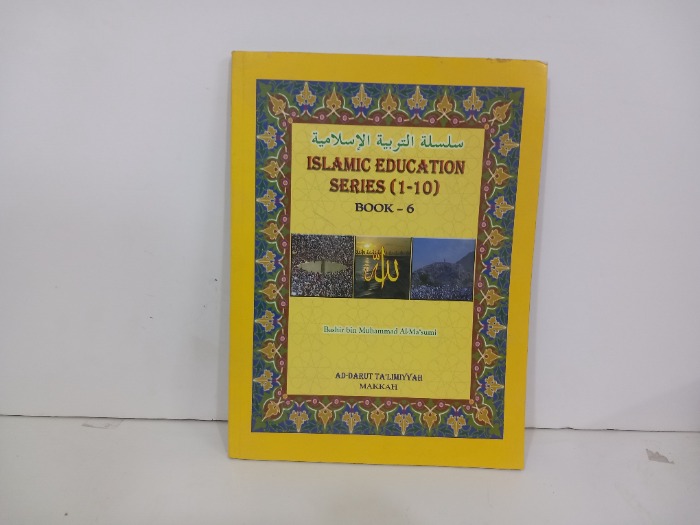 سلسلة التربية الإسلامية
ISLAMIC EDUCATION
SERIES (1-10)
BOOK - 6
الله
Bashir bin Muhammad Al-Ma'sumi
AD-DARUT TA'LIMIYYAH
MAKKAH